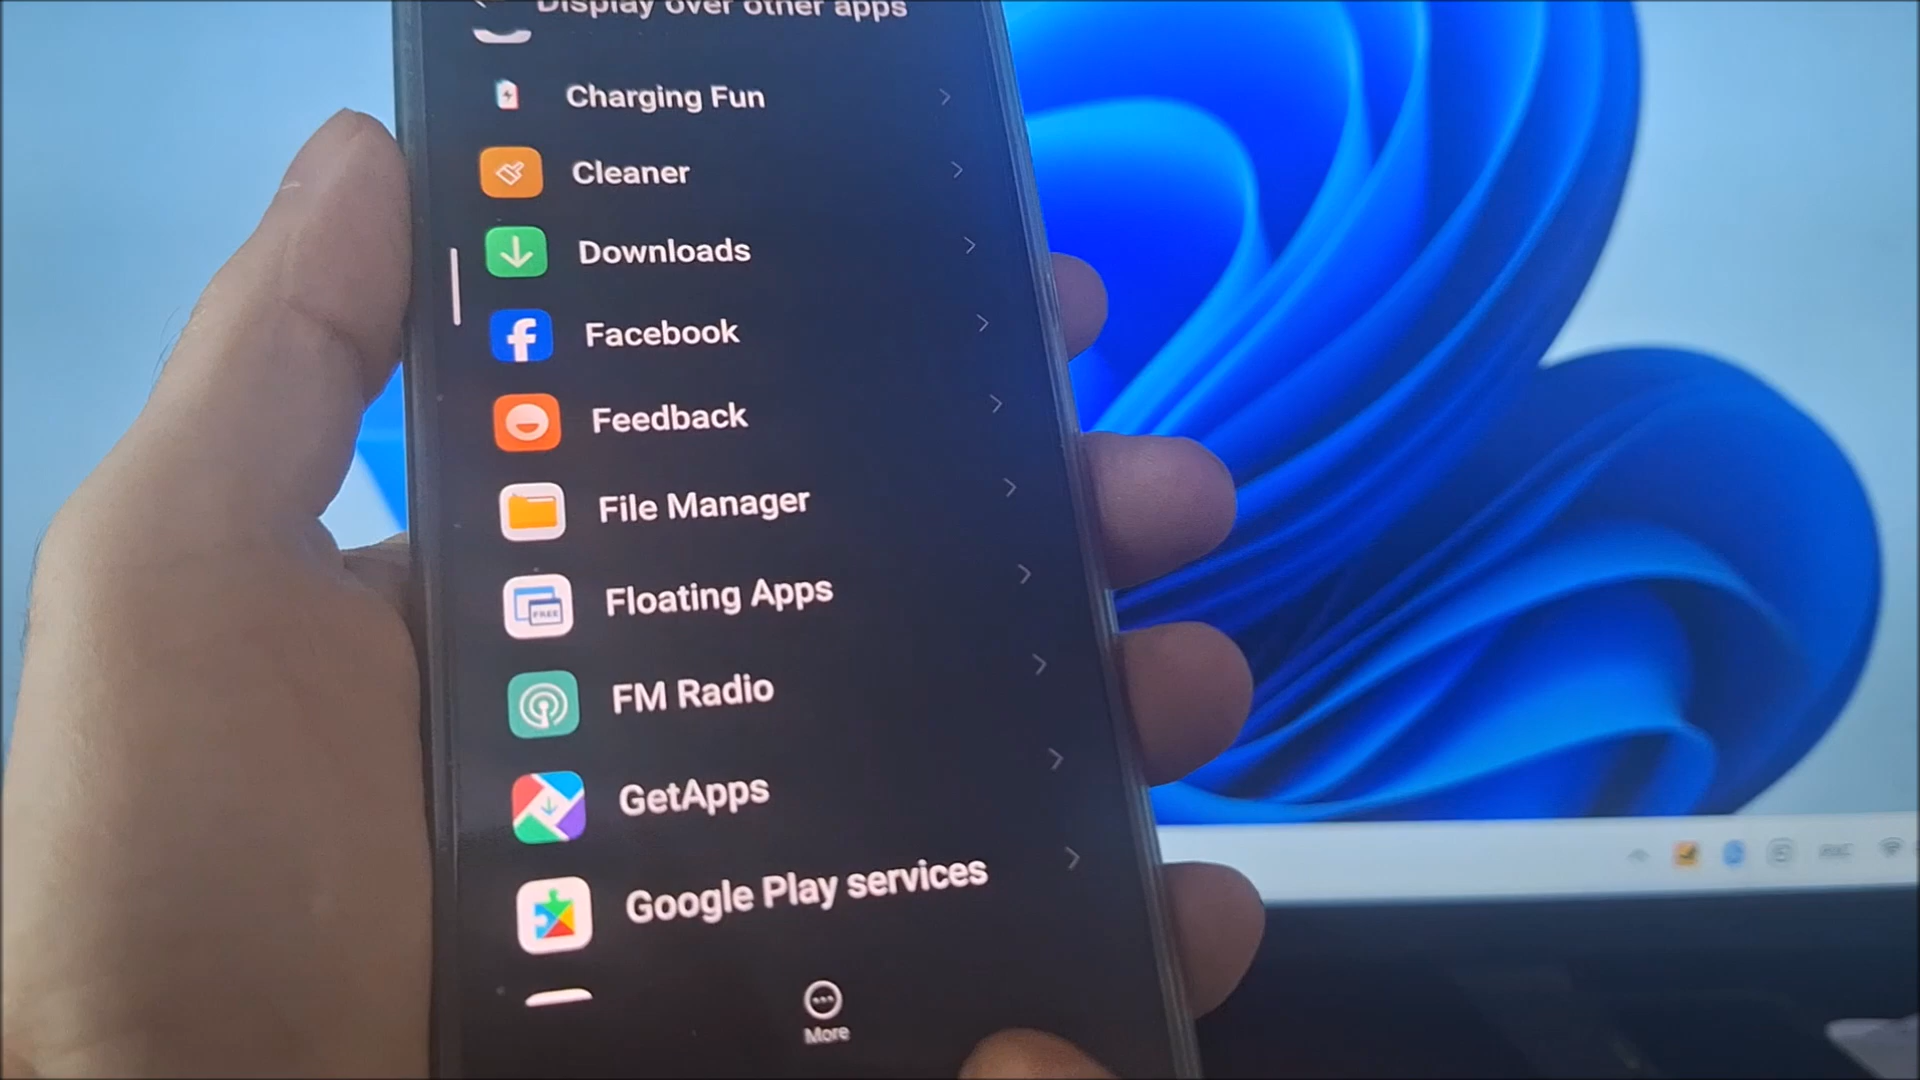 Display over other apps
Charging Fun
Cleaner
Downloads
Facebook
Feedback
File Manager
Floating Apps
FREE
FM Radio
GetApps
Google Play services
More